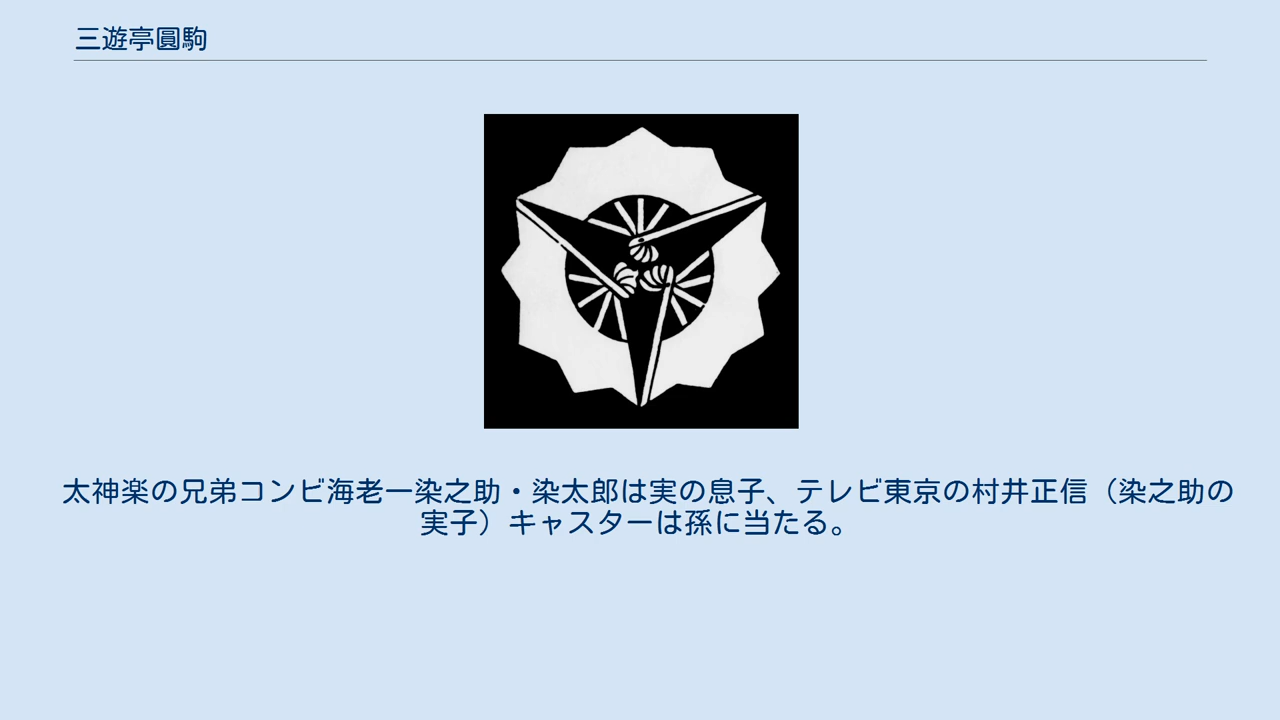 三遊亭圓駒
太神楽の兄弟コンビ海老一染之助・染太郎は実の息子、テレビ東京の村井正信（染之助の
実子）キャスターは孫に当たる。